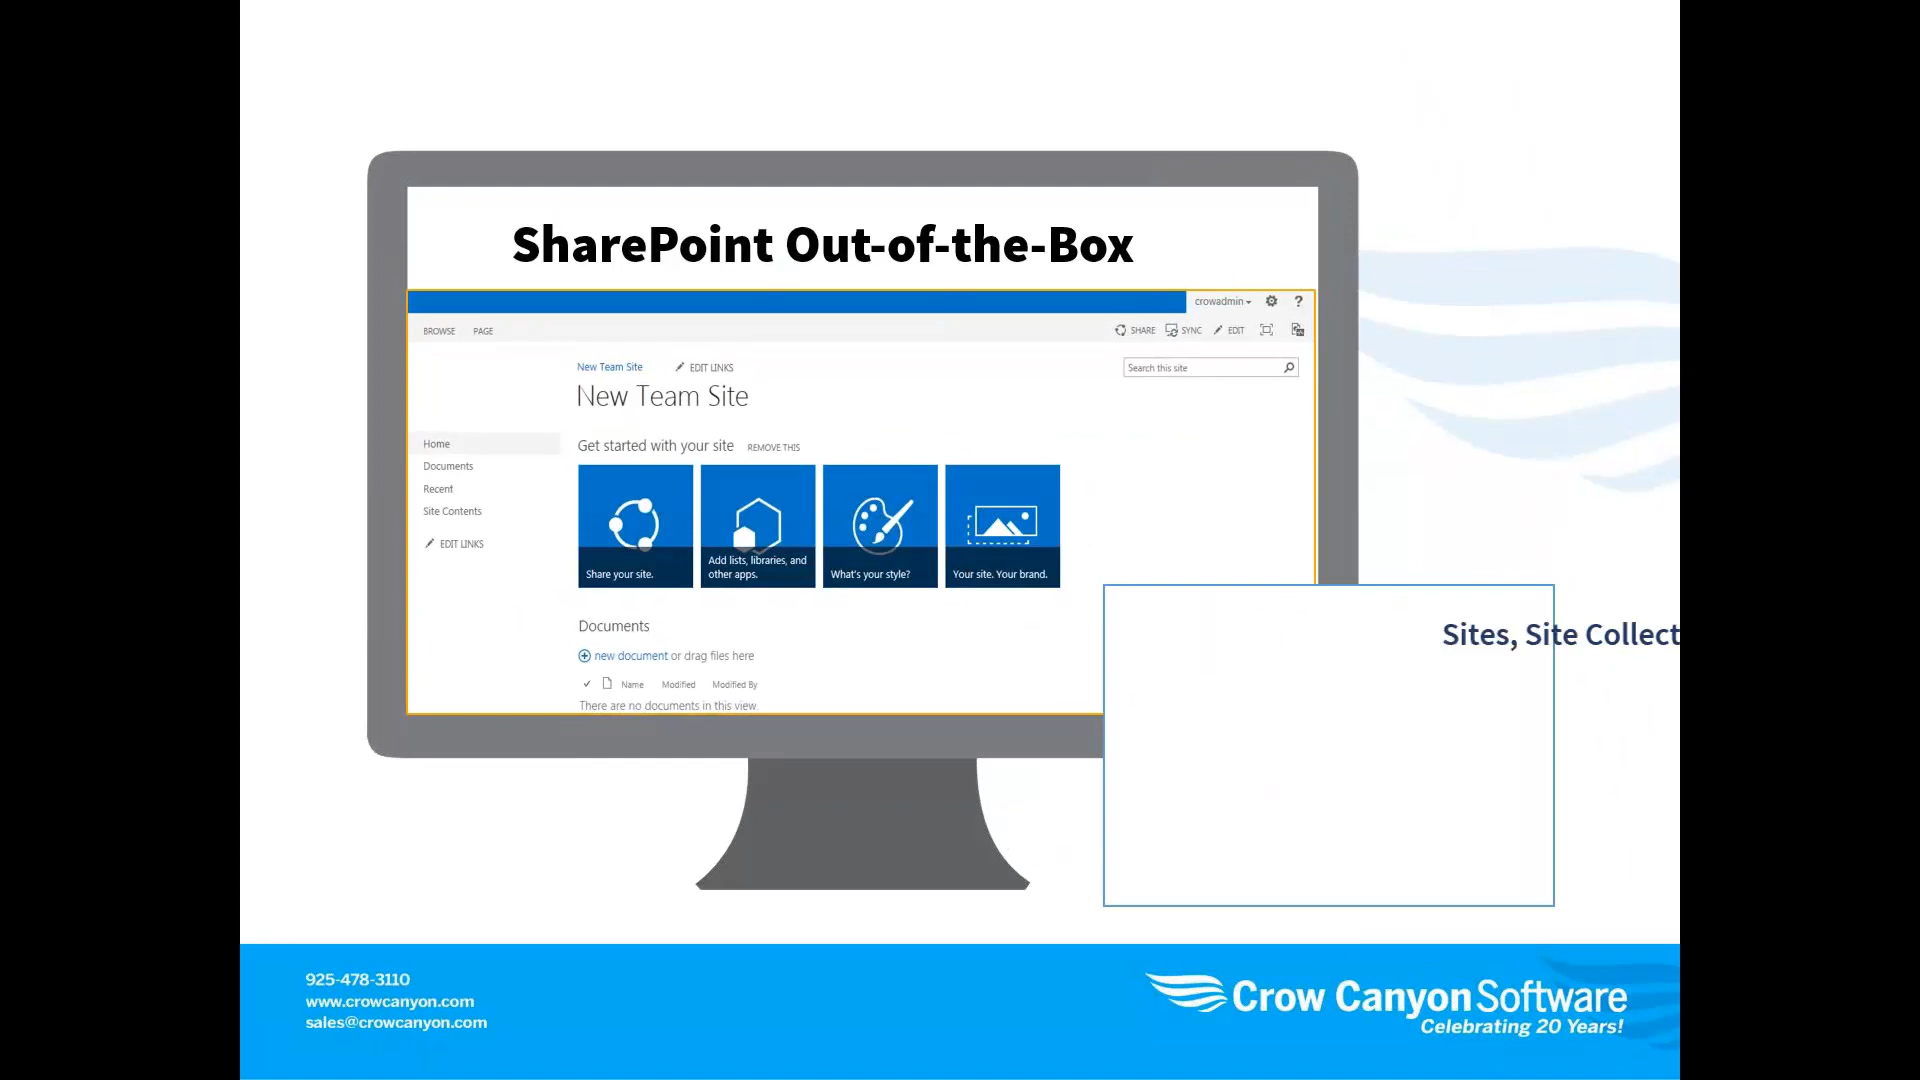 SharePoint Out-of-the-Box
crowadmin
?
BROWSE PAGE
SHARE SYNC EDIT
New Team Site EDIT LINKS
Search this site
New Team Site
Home
Documents
Recent
Site Contents
EDIT LINKS
Get started with your site REMOVE THIS
Share your site.
Add lists, libraries, and
other apps.
What's your style?
Your site. Your brand.
Documents
new document or drag files here
Name Modified Modified By
There are no documents in this view.
Sites, Site Collect
925-478-3110
www.crowcanyon.com
sales@crowcanyon.com
Crow Canyon Software
Celebrating 20 Years!